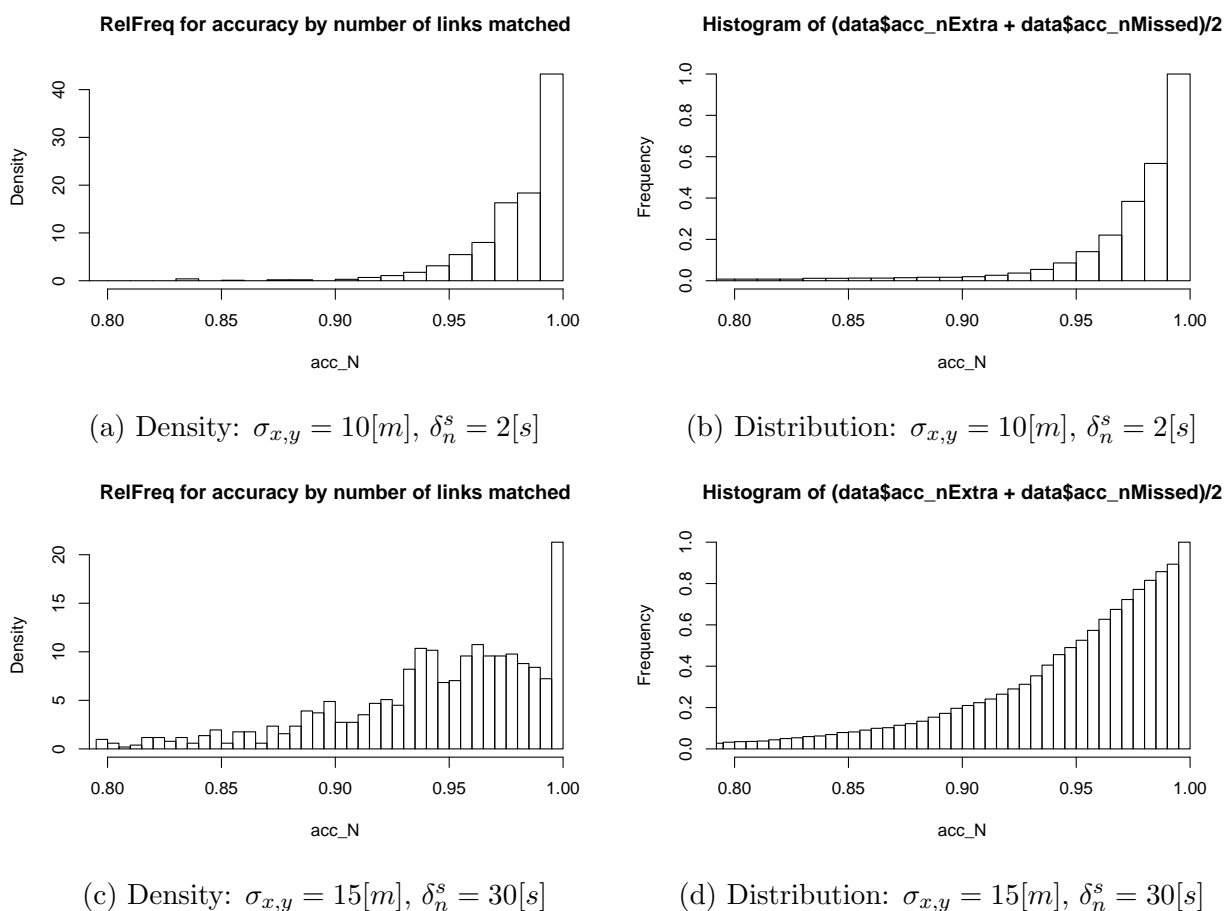 RelFreq for accuracy by number of links matched
Density
0
10
20
30
40
0.80 0.85 0.90 0.95 1.00
acc_N
(a) Density: σx,y = 10[m], δns = 2[s]
Histogram of (data$acc_nExtra + data$acc_nMissed)/2
Frequency
0.0
0.2
0.4
0.6
0.8
1.0
0.80 0.85 0.90 0.95 1.00
acc_N
(b) Distribution: σx,y = 10[m], δns = 2[s]
RelFreq for accuracy by number of links matched
Density
0
5
10
15
20
0.80 0.85 0.90 0.95 1.00
acc_N
(c) Density: σx,y = 15[m], δns = 30[s]
Histogram of (data$acc_nExtra + data$acc_nMissed)/2
Frequency
0.0
0.2
0.4
0.6
0.8
1.0
0.80 0.85 0.90 0.95 1.00
acc_N
(d) Distribution: σx,y = 15[m], δns = 30[s]